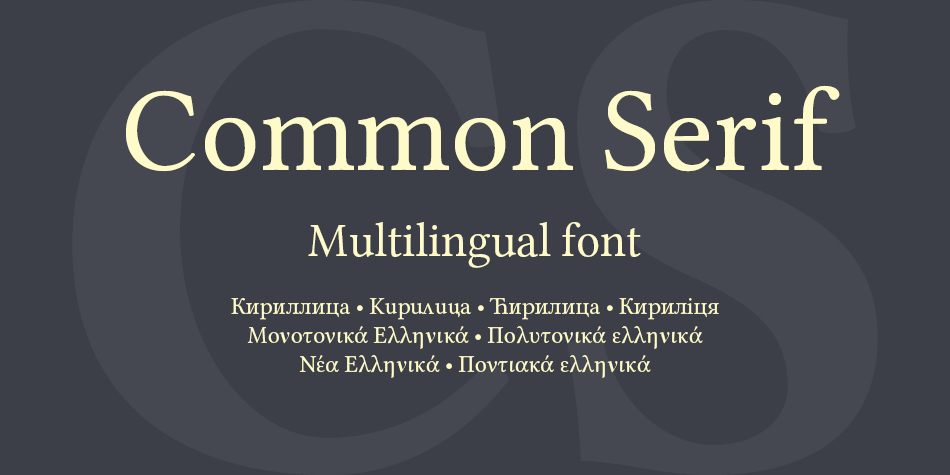 Common Serif
Multilingual font
Кириллица • Кирилица • Ћирилица • Кириліця
Μονοτονικά Ελληνικά • Πολυτονικά ελληνικά
Νέα Ελληνικά • Ποντιακά ελληνικά